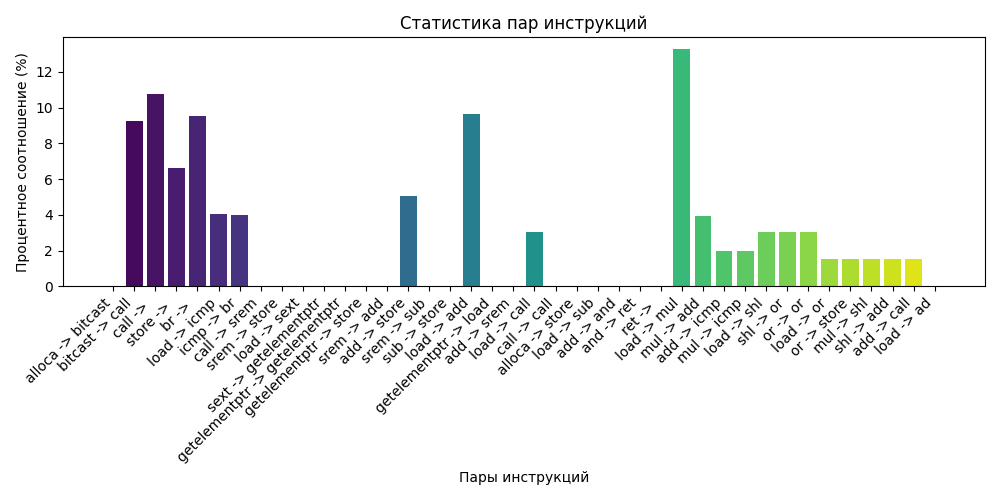 Статистика пар инструкций
Процентное соотношение (%)
12
10
8
6
4
2
0
alloca -> bitcast
bitcast -> call
call ->
store ->
br ->
load -> icmp
icmp -> br
call -> srem
srem -> store
load -> sext
sext -> getelementptr
getelementptr -> getelementptr
getelementptr -> store
srem -> add
add -> store
srem -> sub
sub -> store
load -> add
getelementptr -> load
add -> srem
load -> call
call -> call
alloca -> store
load -> sub
add -> and
and -> ret
ret ->
load -> mul
mul -> add
add -> icmp
mul -> icmp
load -> shl
shl -> or
or -> or
load -> or
or -> store
mul -> shl
shl -> add
add -> call
load -> ad
Пары инструкций